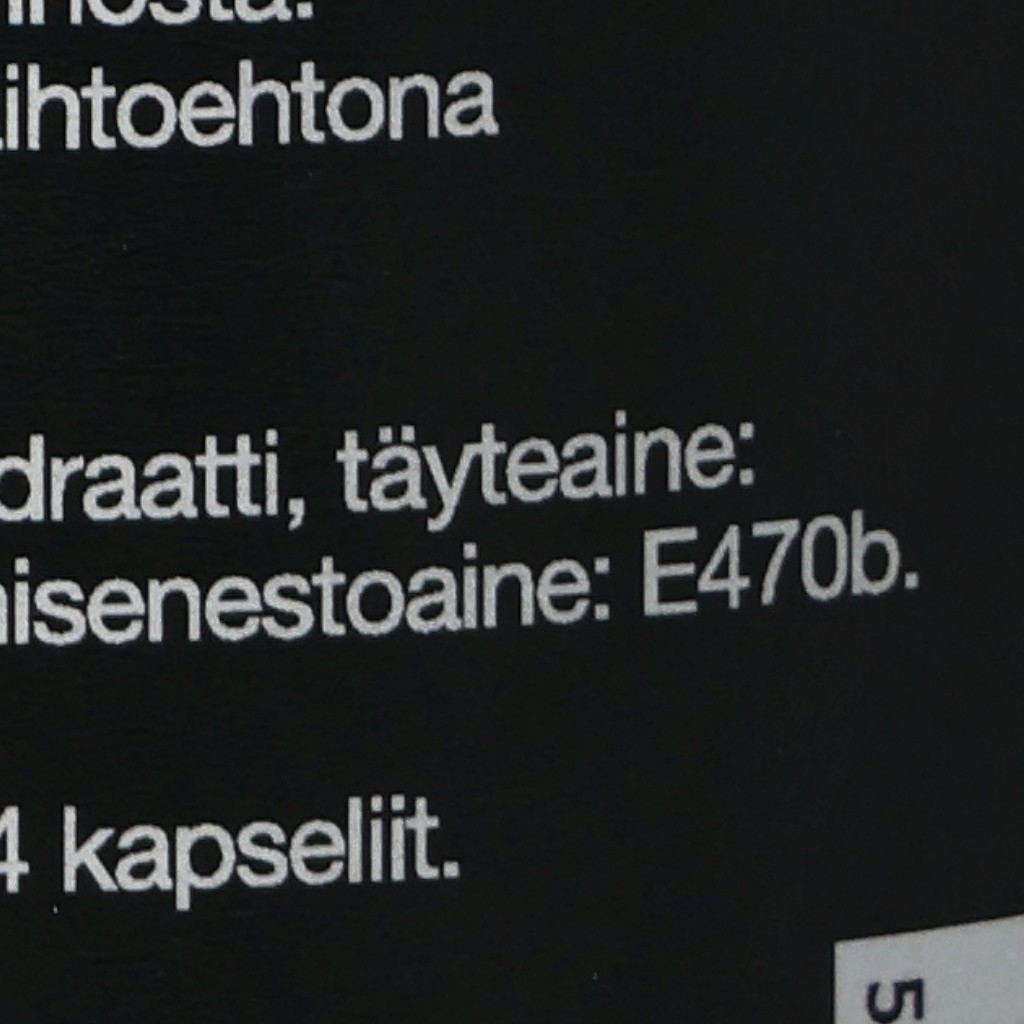 ihtoehtona
draatti, täyteaine:
isenestoaine: E470b.
4 kapseliit.
5